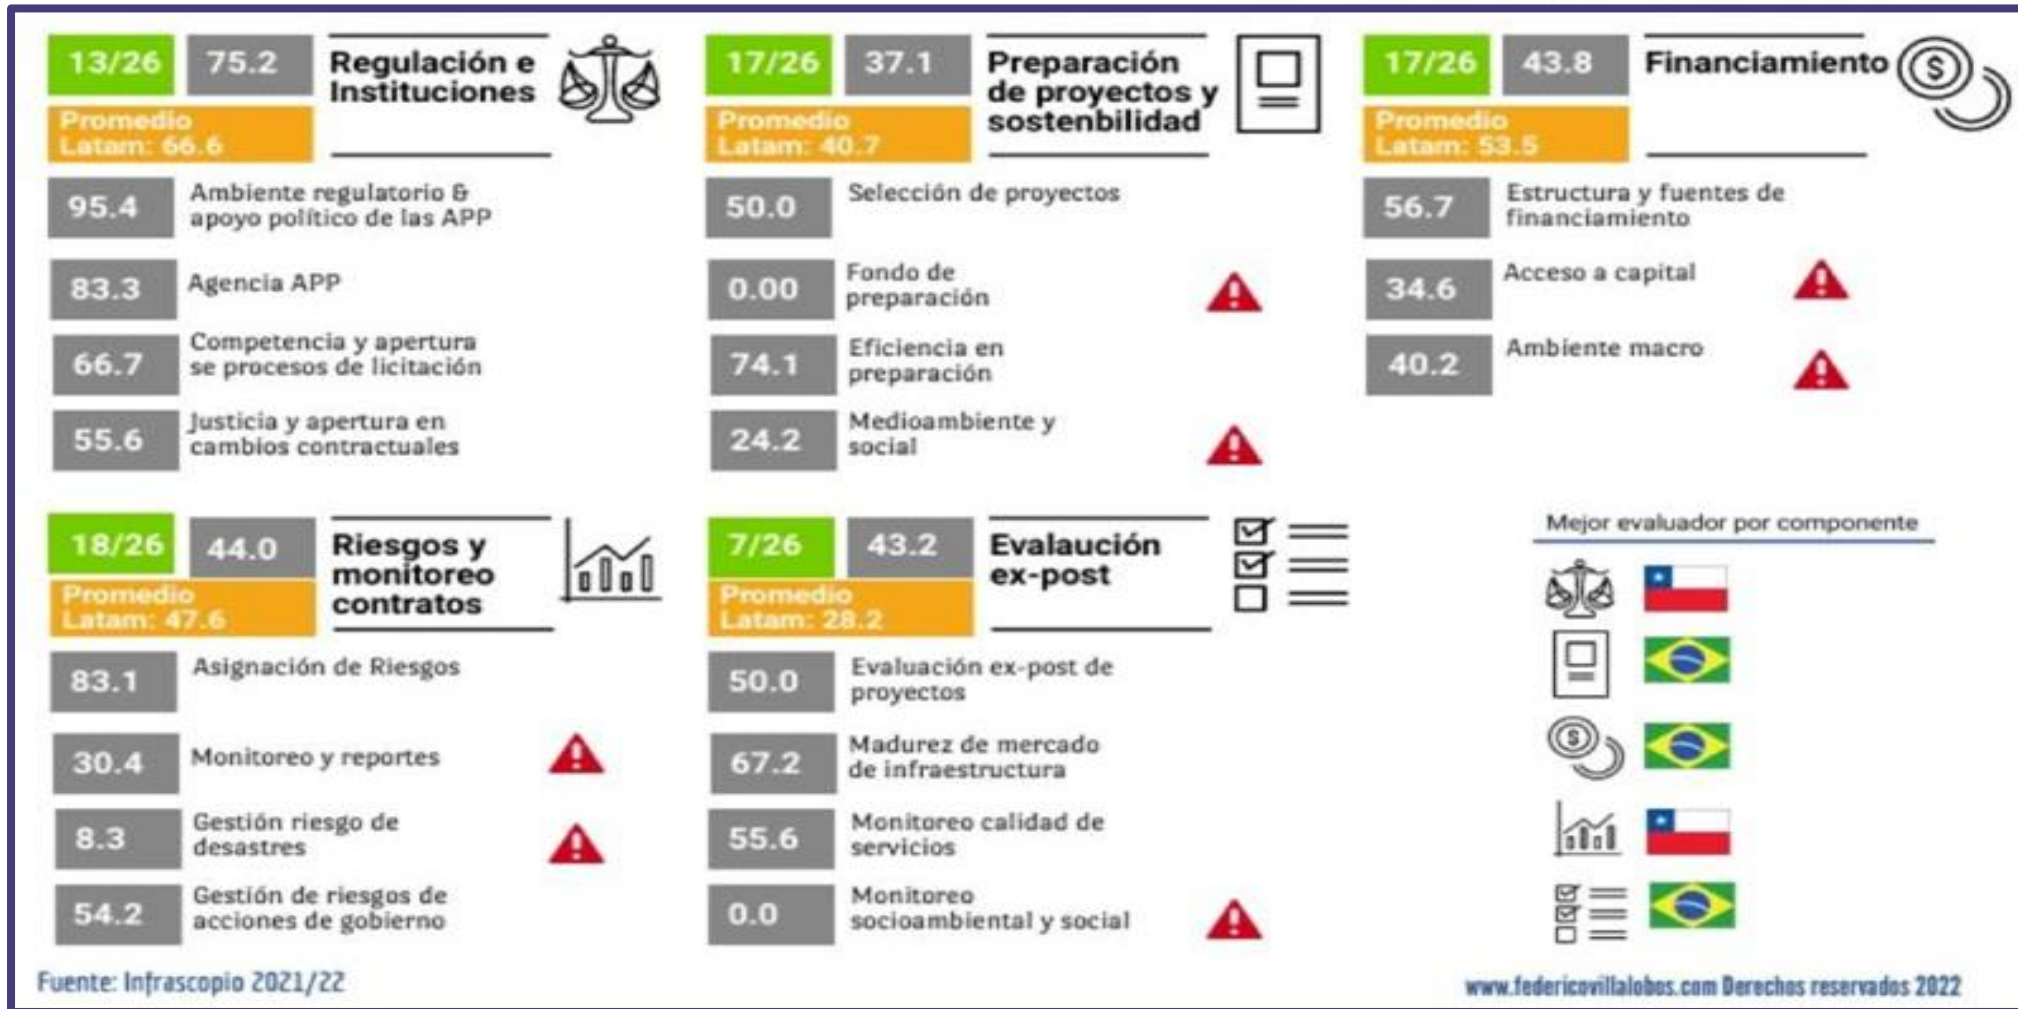 13/26
75.2
Regulación e
Instituciones
Promedio
Latam: 66.6
95.4
Ambiente regulatorio &
apoyo político de las APP
83.3
Agencia APP
66.7
Competencia y apertura
se procesos de licitación
55.6
Justicia y apertura en
cambios contractuales
17/26
37.1
Preparación
de proyectos y
sostenbilidad
Promedio
Latam: 40.7
50.0
Selección de proyectos
0.00
Fondo de
preparación
74.1
Eficiencia en
preparación
24.2
Medioambiente y
social
17/26
43.8
Financiamiento
Promedio
Latam: 53.5
56.7
Estructura y fuentes de
financiamiento
34.6
Acceso a capital
40.2
Ambiente macro
18/26
44.0
Riesgos y
monitoreo
contratos
Promedio
Latam: 47.6
83.1
Asignación de Riesgos
30.4
Monitoreo y reportes
8.3
Gestión riesgo de
desastres
54.2
Gestión de riesgos de
acciones de gobierno
7/26
43.2
Evalaución
ex-post
Promedio
Latam: 28.2
50.0
Evaluación ex-post de
proyectos
67.2
Madurez de mercado
de infraestructura
55.6
Monitoreo calidad de
servicios
0.0
Monitoreo
socioambiental y social
Mejor evaluador por componente
Fuente: Infrascopio 2021/22
www.federicovillalobos.com Derechos reservados 2022